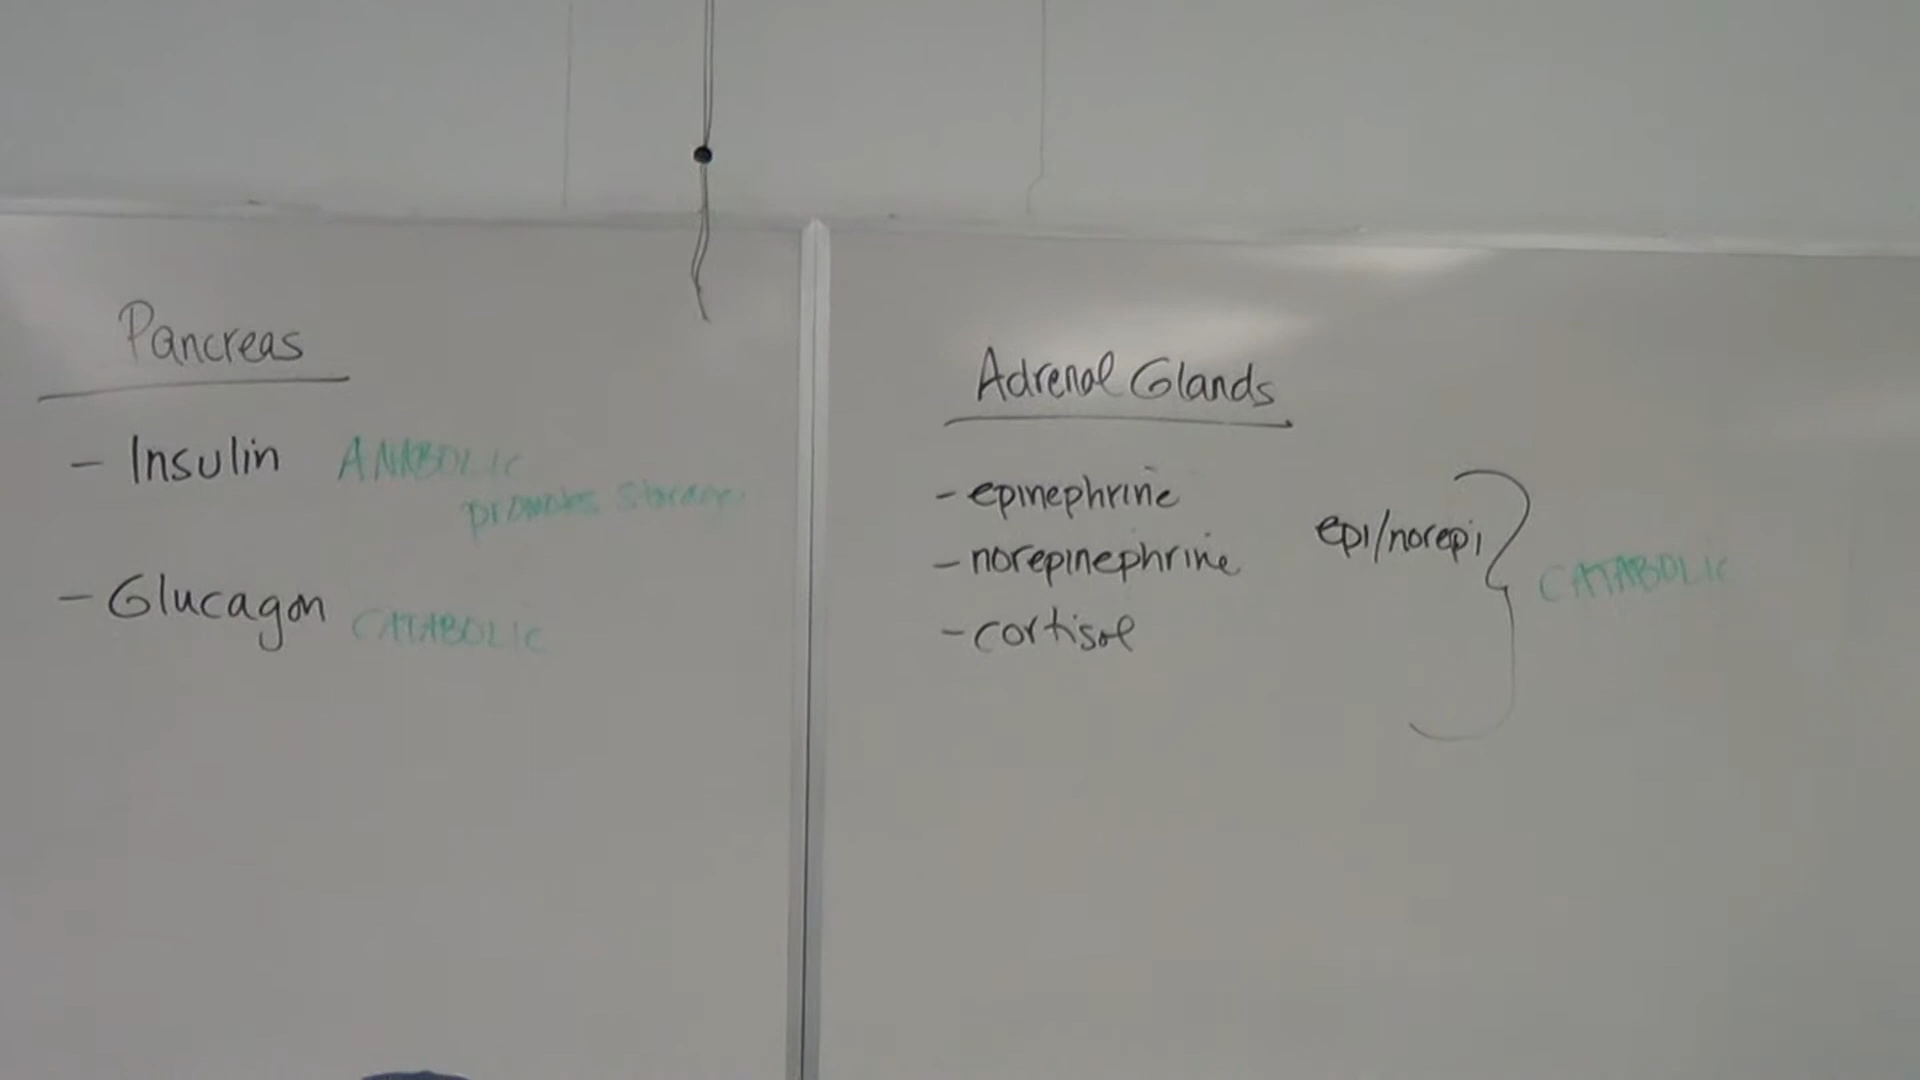 Pancreas
- Insulin ANABOLIC
promotes storage
- Glucagon CATABOLIC
Adrenal Glands
- epinephrine
- norepinephrine
- cortisol
epi/norepi
CATABOLIC